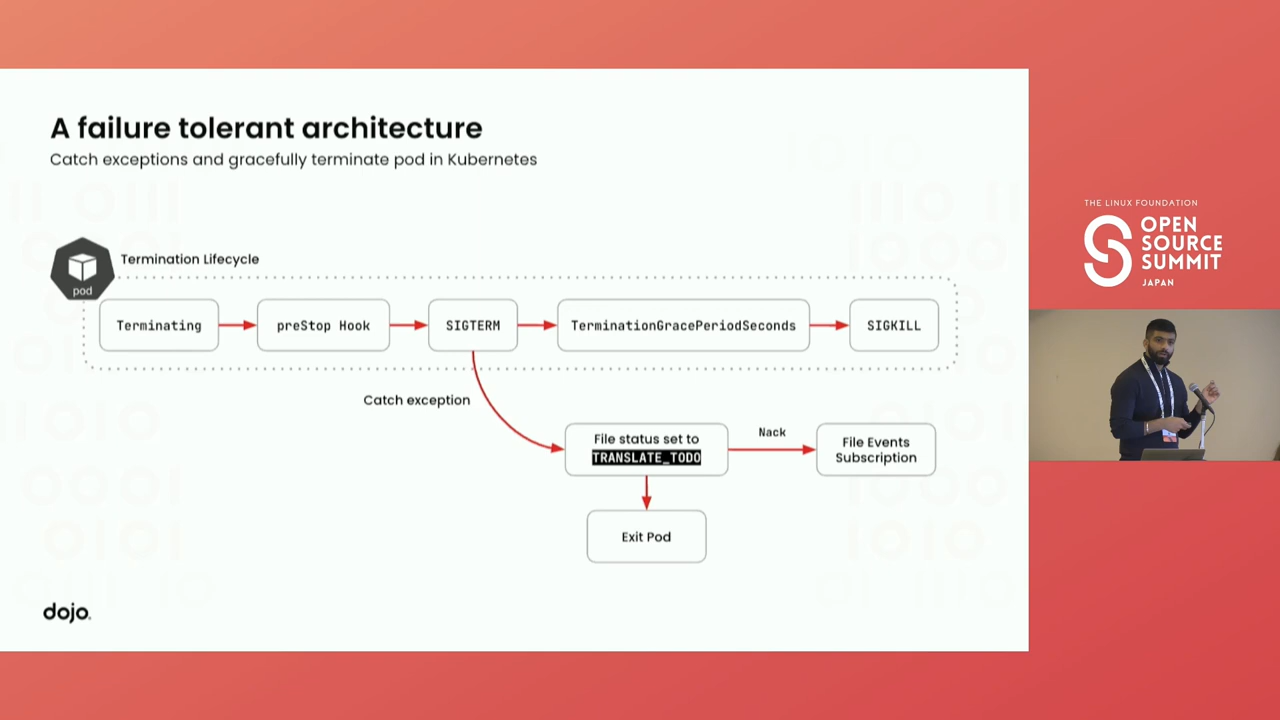 A failure tolerant architecture
Catch exceptions and gracefully terminate pod in Kubernetes
pod
Termination Lifecycle
Terminating
preStop Hook
SIGTERM
TerminationGracePeriodSeconds
SIGKILL
Catch exception
File status set to
TRANSLATE_TODO
Nack
File Events
Subscription
Exit Pod
dojo.
THE LINUX FOUNDATION
OPEN
SOURCE
SUMMIT
JAPAN